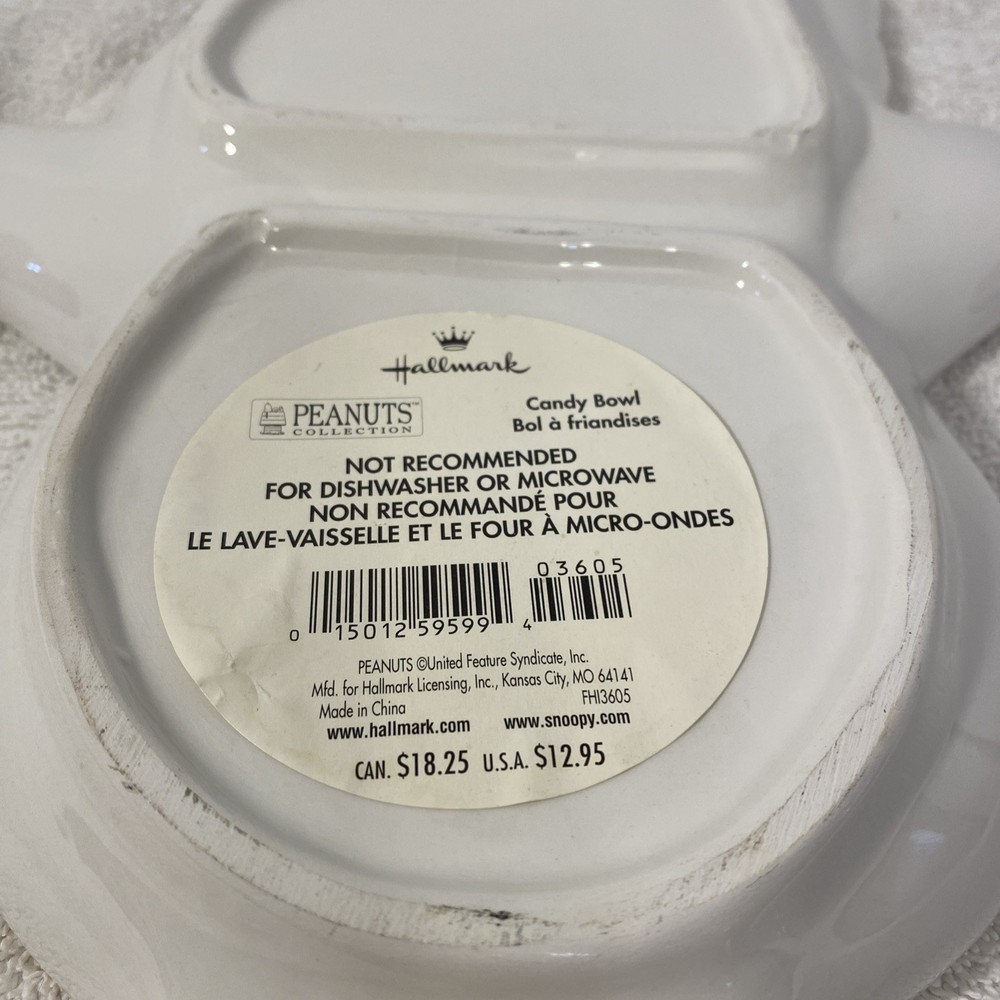 Hallmark
PEANUTS™
COLLECTION
Candy Bowl
Bol à friandises
NOT RECOMMENDED
FOR DISHWASHER OR MICROWAVE
NON RECOMMANDÉ POUR
LE LAVE-VAISSELLE ET LE FOUR À MICRO-ONDES
03605
0 15012 59599 4
PEANUTS ©United Feature Syndicate, Inc.
Mfd. for Hallmark Licensing, Inc., Kansas City, MO 64141
Made in China FHI3605
www.hallmark.com www.snoopy.com
CAN. $18.25 U.S.A. $12.95